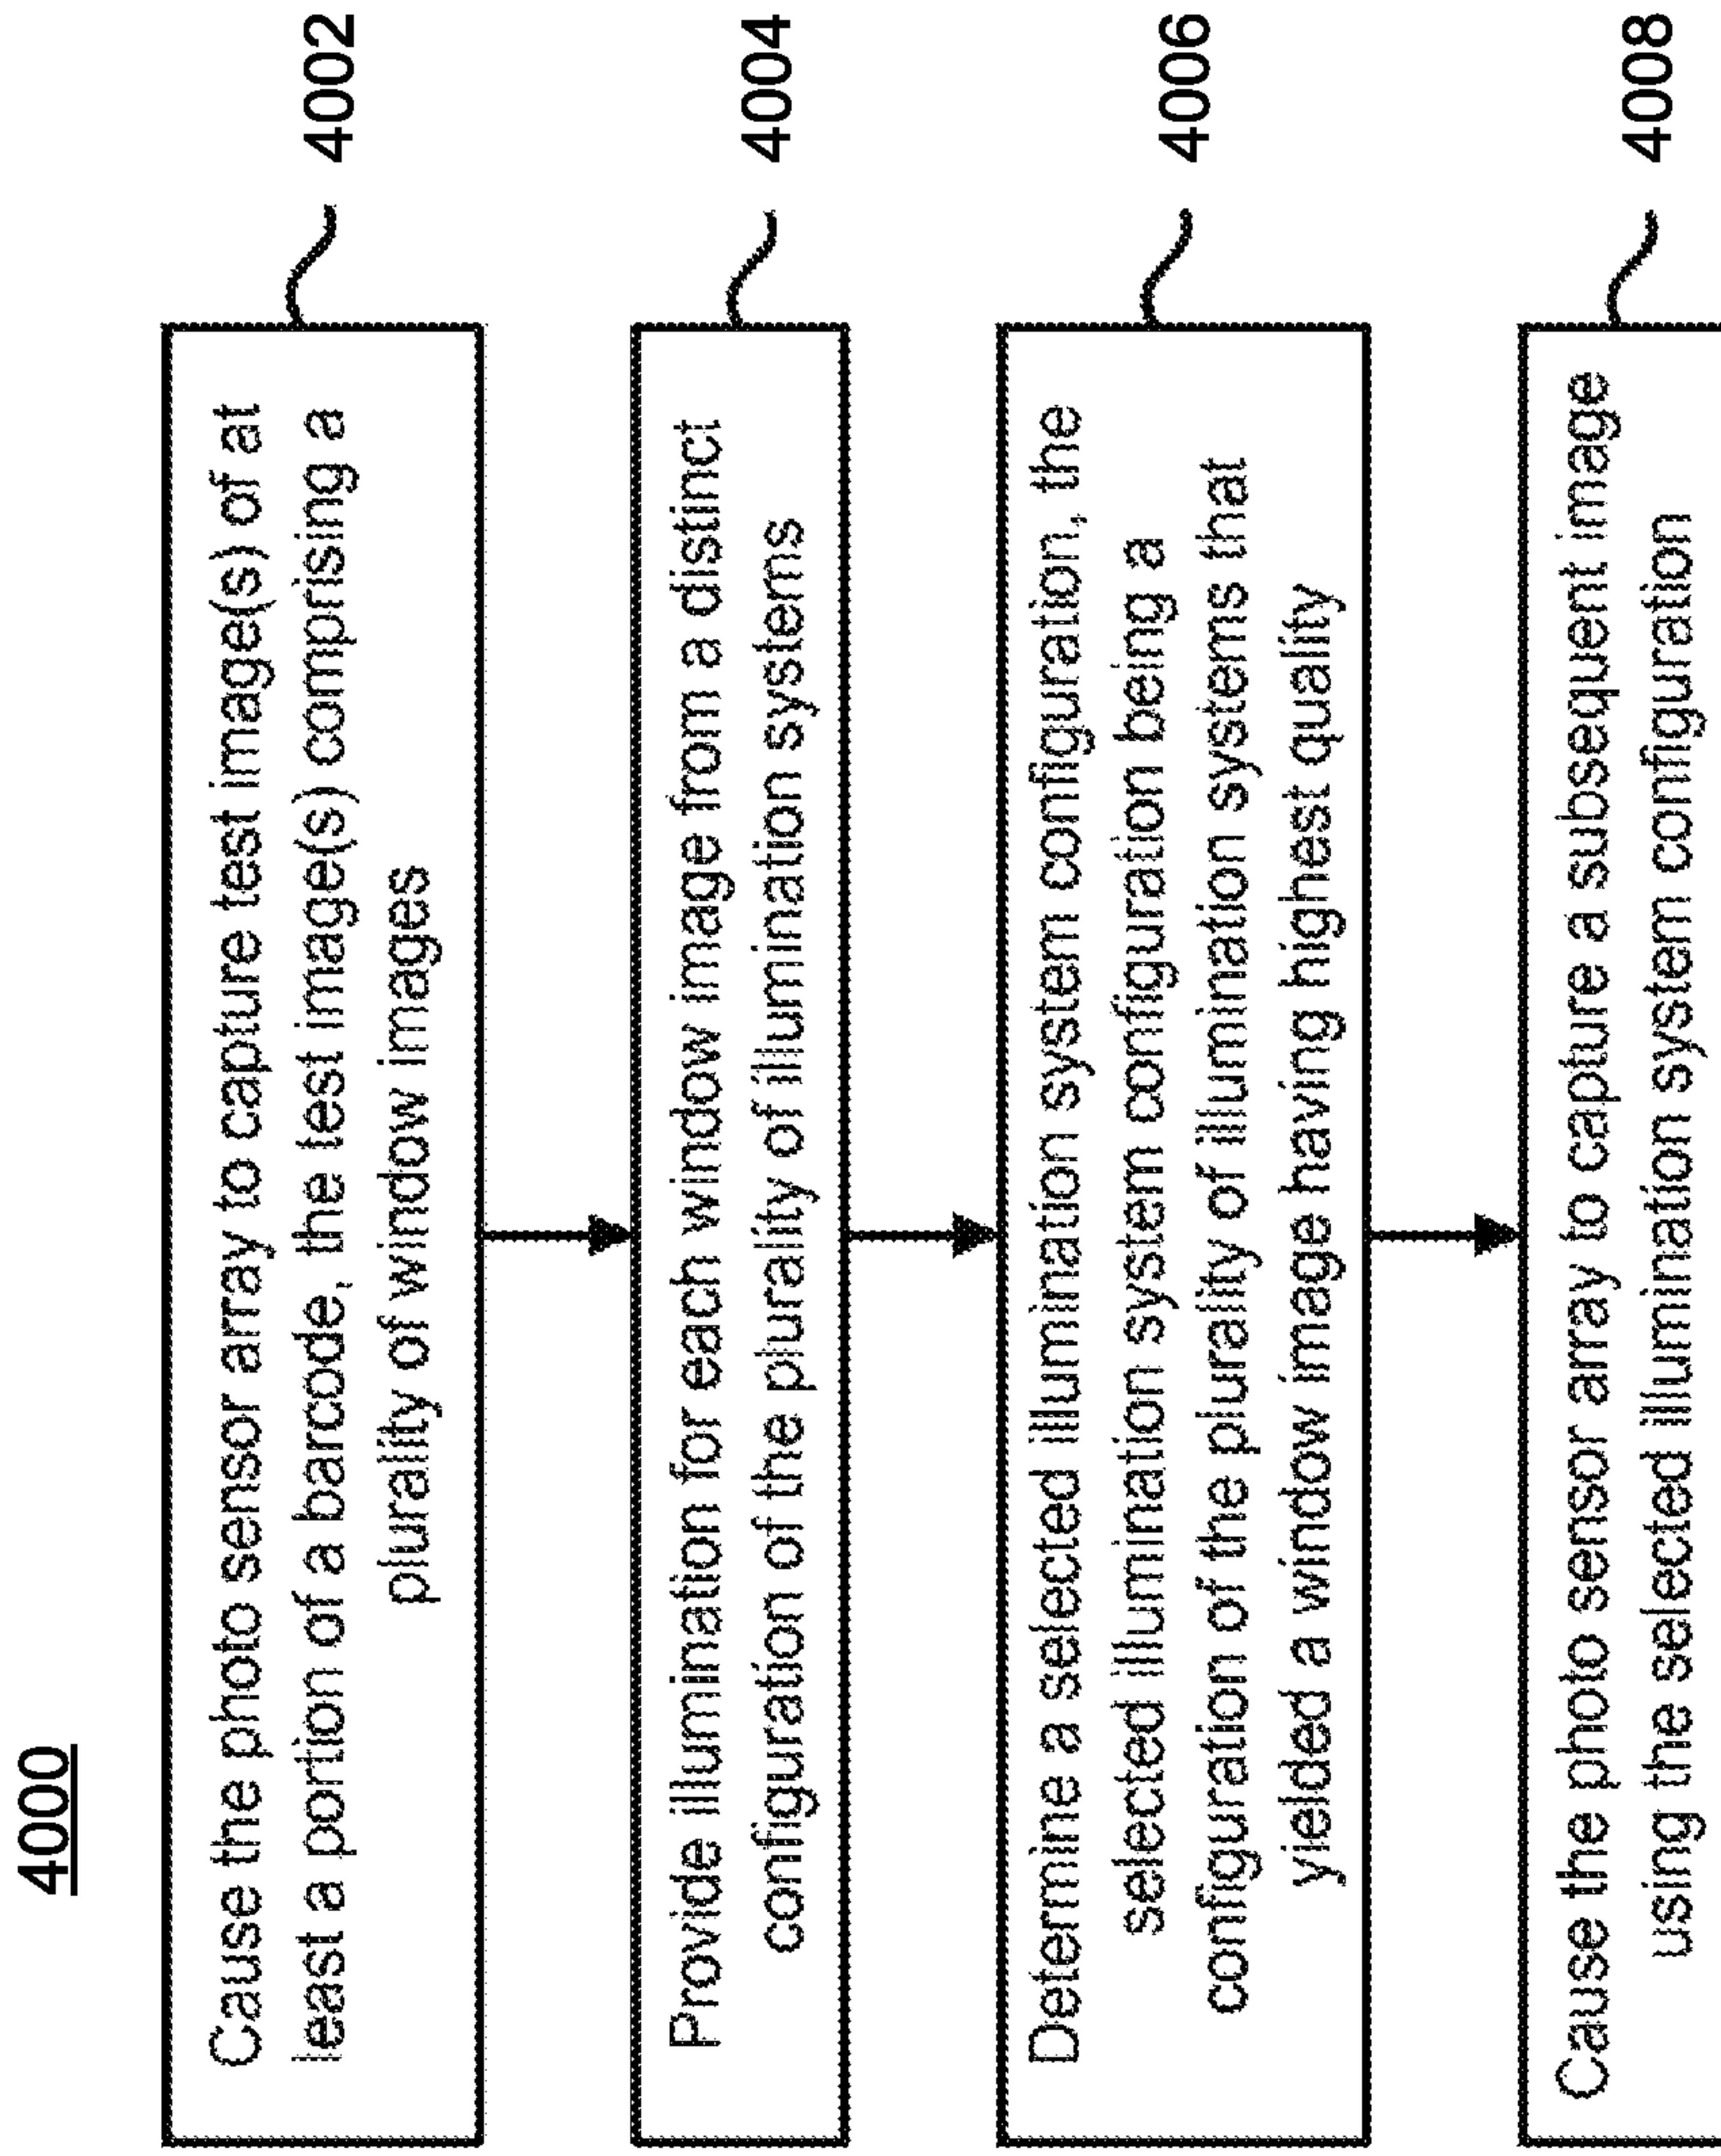 4000
Cause the photo sensor array to capture test image(s) of at
least a portion of a barcode, the test image(s) comprising a
plurality of window images
4002
Provide illumination for each window image from a distinct
configuration of the plurality of illumination systems
4004
Determine a selected illumination system configuration, the
selected illumination system configuration being a
configuration of the plurality of illumination systems that
yielded a window image having highest quality
4006
Cause the photo sensor array to capture a subsequent image
using the selected illumination system configuration
4008